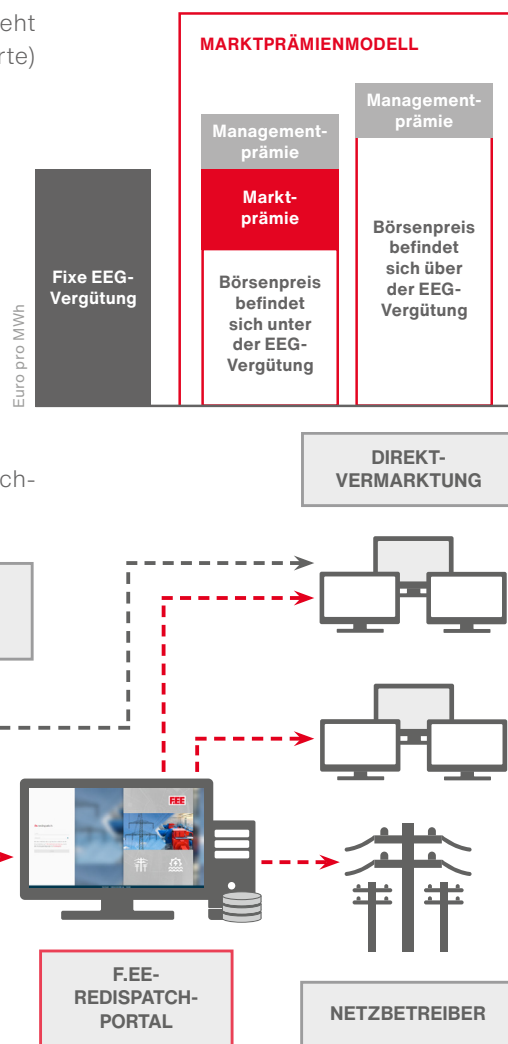 eht
rte)
MARKTPRÄMIENMODELL
Management-
prämie
Management-
prämie
Markt-
prämie
Fixe EEG-
Vergütung
Börsenpreis
befindet
sich unter
der EEG-
Vergütung
Börsenpreis
befindet
sich über
der EEG-
Vergütung
Euro pro MWh
ch-
DIREKT-
VERMARKTUNG
F.EE
F.EE-
REDISPATCH-
PORTAL
NETZBETREIBER